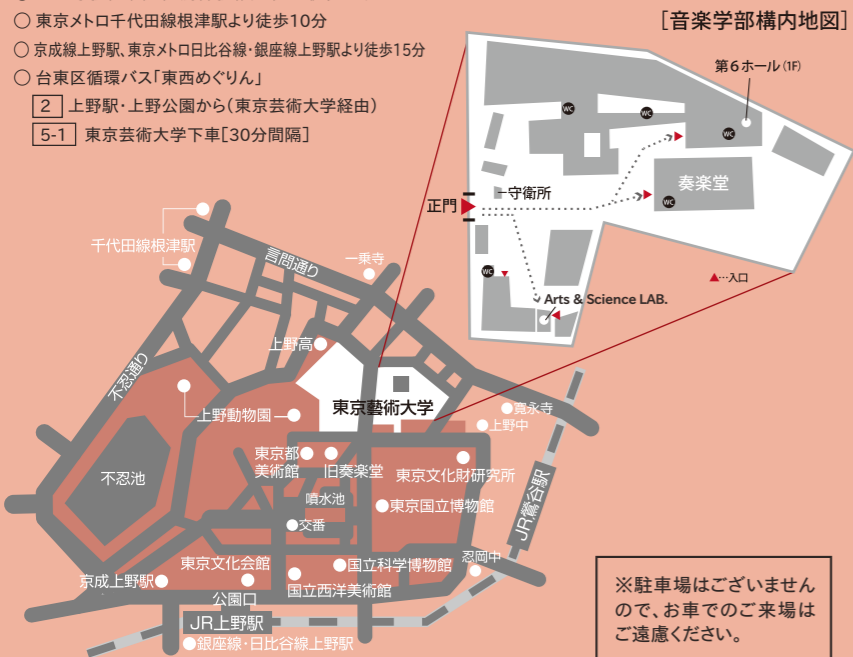 ○ 東京メトロ千代田線根津駅より徒歩10分
○ 京成線上野駅、東京メトロ日比谷線・銀座線上野駅より徒歩15分
○ 台東区循環バス「東西めぐりん」
2 上野駅・上野公園から(東京芸術大学経由)
5-1 東京芸術大学下車[30分間隔]
[音楽学部構内地図]
第6ホール(1F)
WC
WC
WC
奏楽堂
WC
守衛所
正門
WC
▲…入口
Arts & Science LAB.
千代田線根津駅
言問通り
一乗寺
不忍通り
上野高
上野動物園
東京藝術大学
寛永寺
上野中
東京都
美術館
旧奏楽堂
東京文化財研究所
不忍池
噴水池
東京国立博物館
交番
JR鶯谷駅
東京文化会館
国立科学博物館
忍岡中
京成上野駅
公園口
国立西洋美術館
JR上野駅
銀座線・日比谷線上野駅
※駐車場はございません
ので、お車でのご来場は
ご遠慮ください。